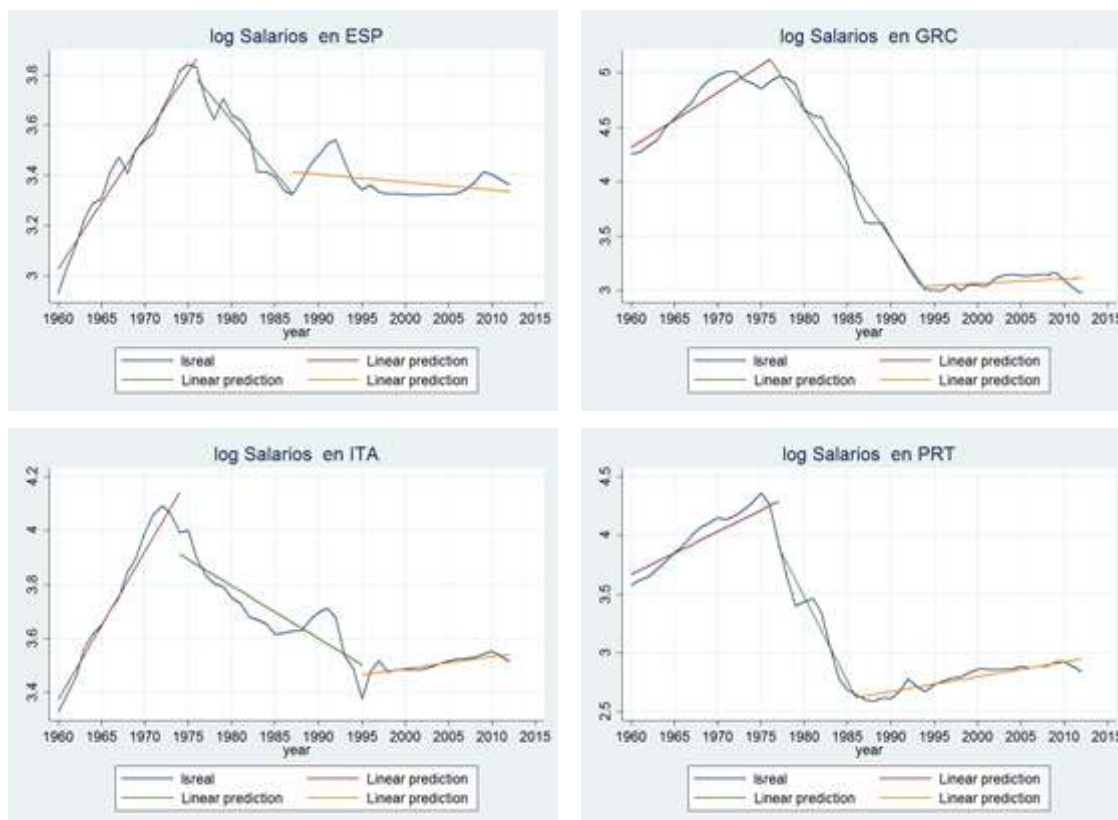 log Salarios en ESP
3.8
3.6
3.4
3.2
3
1960 1965 1970 1975 1980 1985 1990 1995 2000 2005 2010 2015
year
lsreal Linear prediction
Linear prediction Linear prediction
log Salarios en GRC
5
4.5
4
3.5
3
1960 1965 1970 1975 1980 1985 1990 1995 2000 2005 2010 2015
year
lsreal Linear prediction
Linear prediction Linear prediction
log Salarios en ITA
4.2
4
3.8
3.6
3.4
1960 1965 1970 1975 1980 1985 1990 1995 2000 2005 2010 2015
year
lsreal Linear prediction
Linear prediction Linear prediction
log Salarios en PRT
4.5
4
3.5
3
2.5
1960 1965 1970 1975 1980 1985 1990 1995 2000 2005 2010 2015
year
lsreal Linear prediction
Linear prediction Linear prediction